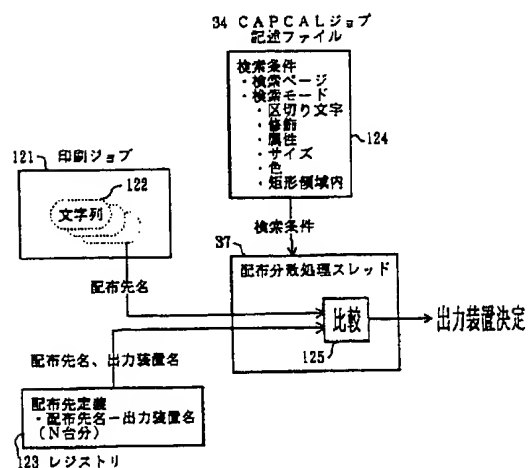 34 CAPCALジョブ
記述ファイル
検索条件
・検索ページ
・検索モード
・区切り文字
・修飾
・属性
・サイズ
・色
・矩形領域内
124
121 印刷ジョブ
122
文字列
検索条件
37
配布分散処理スレッド
配布先名
比較
125
出力装置決定
配布先名、出力装置名
配布先定義
・配布先名ー出力装置名
(N台分)
123 レジストリ